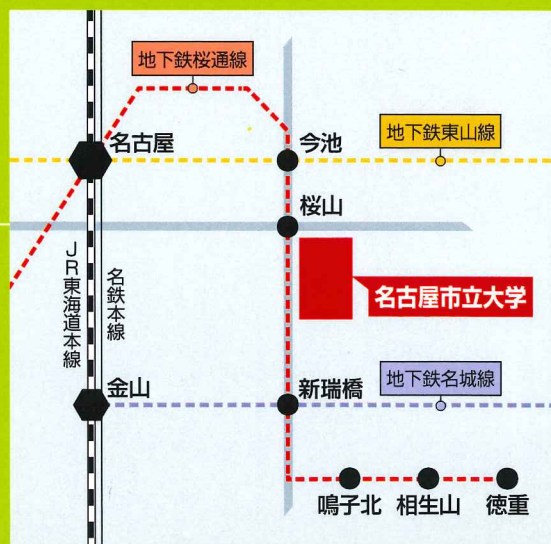 地下鉄桜通線
名古屋
今池
地下鉄東山線
桜山
名古屋市立大学
JR東海道本線
名鉄本線
金山
新瑞橋
地下鉄名城線
鳴子北
相生山
徳重